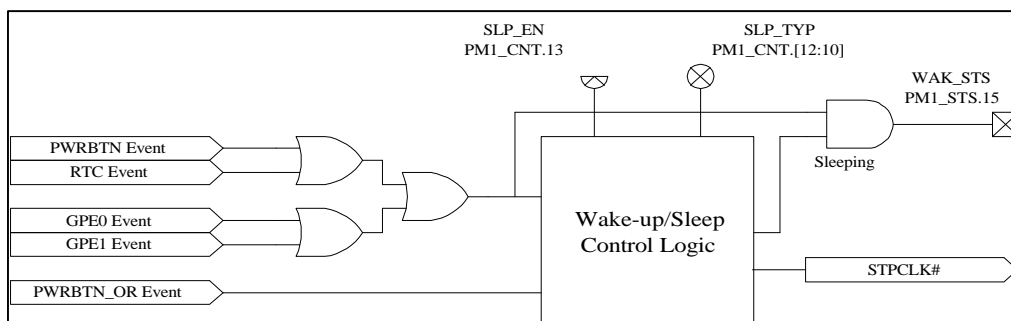 SLP_EN
PM1_CNT.13
SLP_TYP
PM1_CNT.[12:10]
WAK_STS
PM1_STS.15
PWRBTN Event
RTC Event
Sleeping
GPE0 Event
GPE1 Event
Wake-up/Sleep
Control Logic
STPCLK#
PWRBTN_OR Event